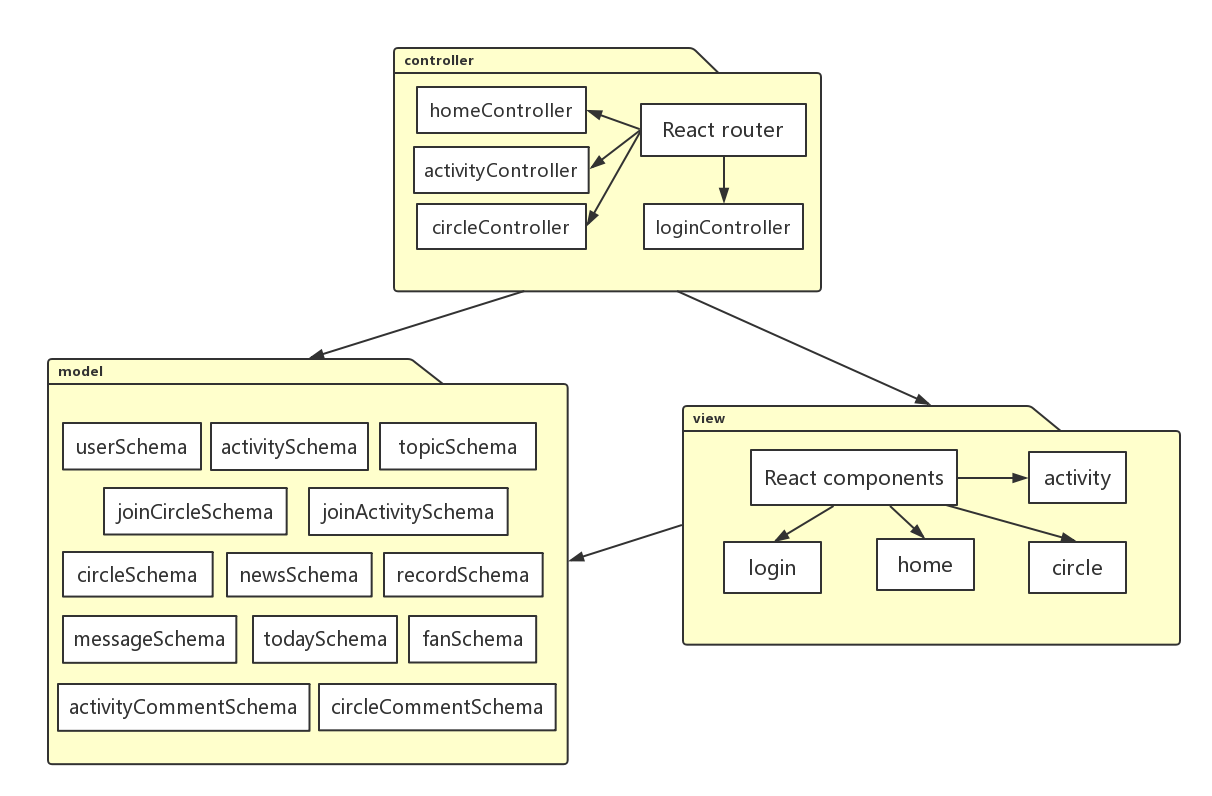 controller
homeController
React router
activityController
circleController
loginController
model
userSchema
activitySchema
topicSchema
joinCircleSchema
joinActivitySchema
circleSchema
newsSchema
recordSchema
messageSchema
todaySchema
fanSchema
activityCommentSchema
circleCommentSchema
view
React components
activity
login
home
circle